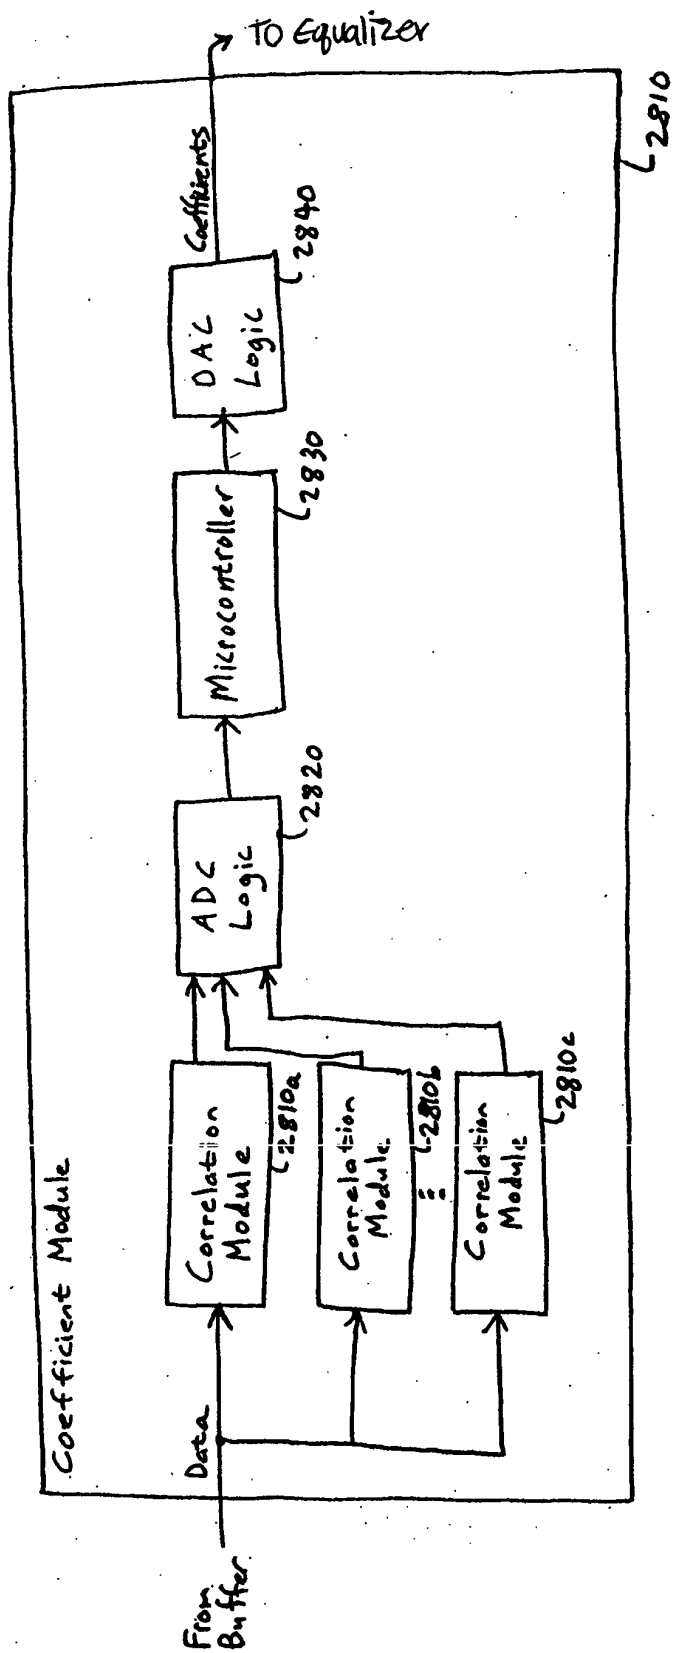 Coefficient Module
From
Buffer
Data
Correlation
Module
2810a
Correlation
Module
2810b
Correlation
Module
2810c
ADC
Logic
2820
Microcontroller
2830
DAC
Logic
2840
Coefficients
To Equalizer
2810